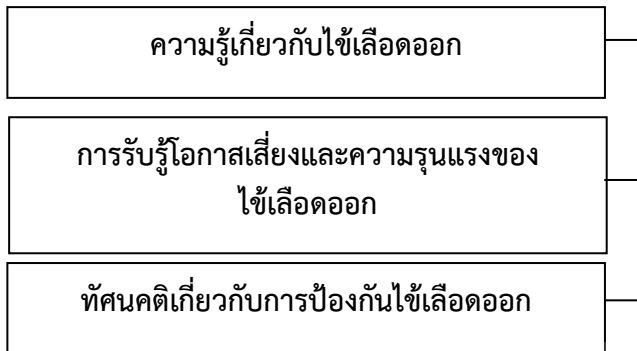 ความรู้เกี่ยวกับไข้เลือดออก
การรับรู้โอกาสเสี่ยงและความรุนแรงของ
ไข้เลือดออก
ทัศนคติเกี่ยวกับการป้องกันไข้เลือดออก